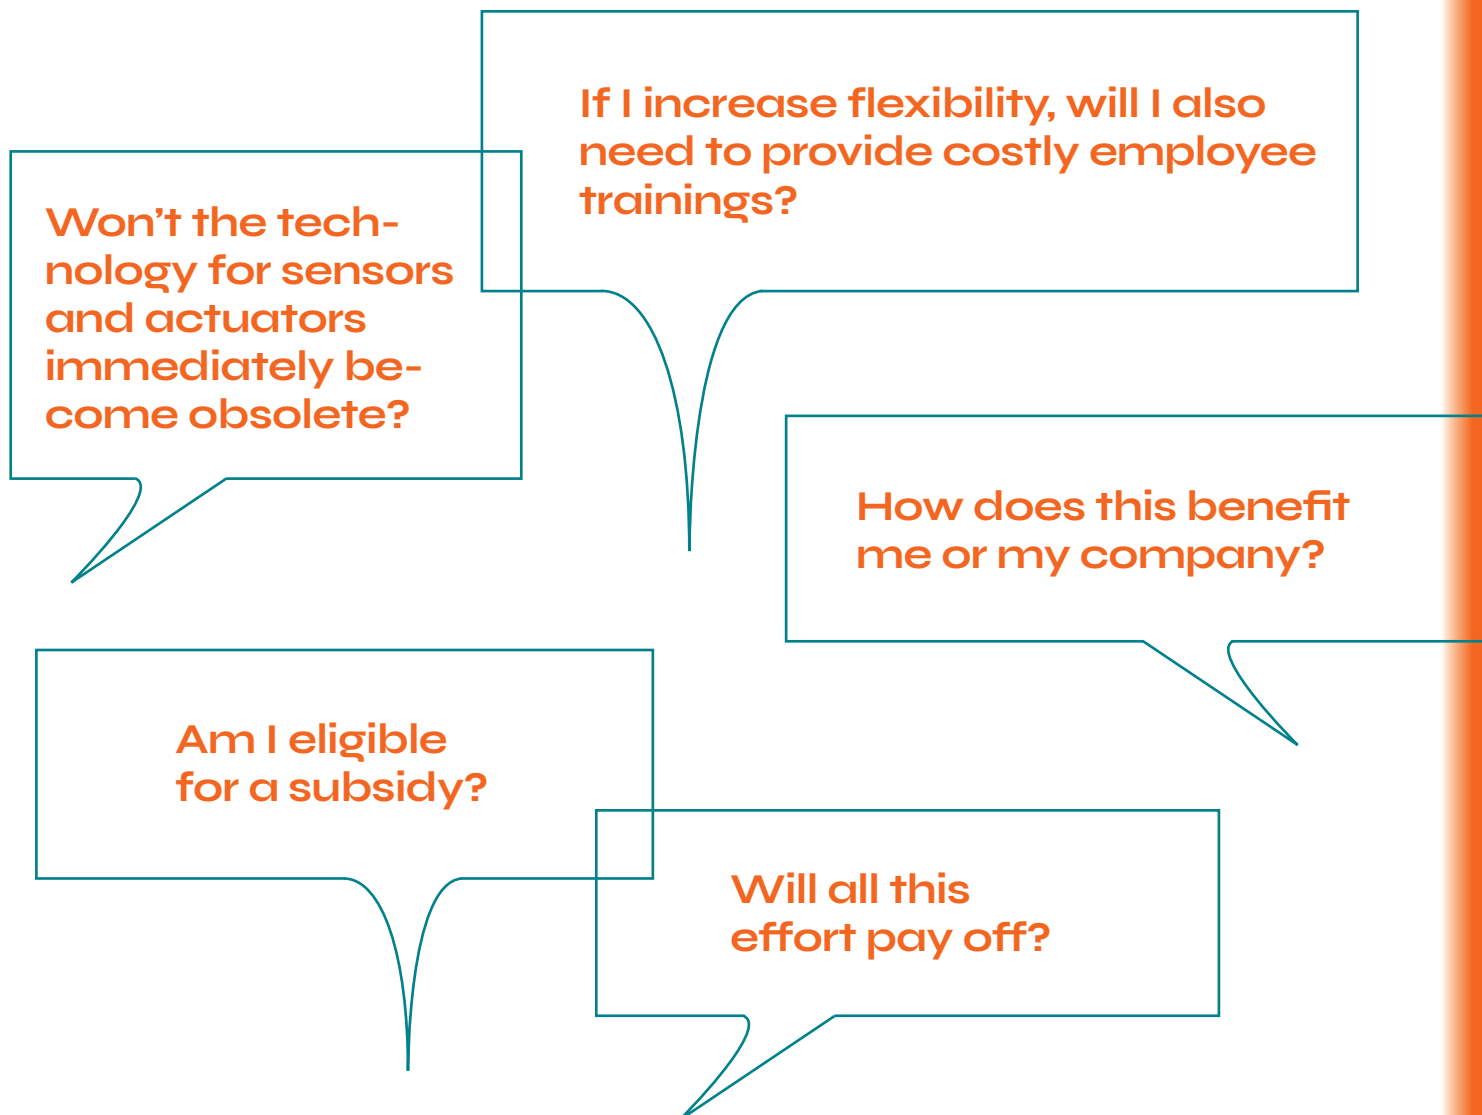 If I increase flexibility, will I also
need to provide costly employee
trainings?
Won’t the tech-
nology for sensors
and actuators
immediately be-
come obsolete?
How does this benefit
me or my company?
Am I eligible
for a subsidy?
Will all this
effort pay off?